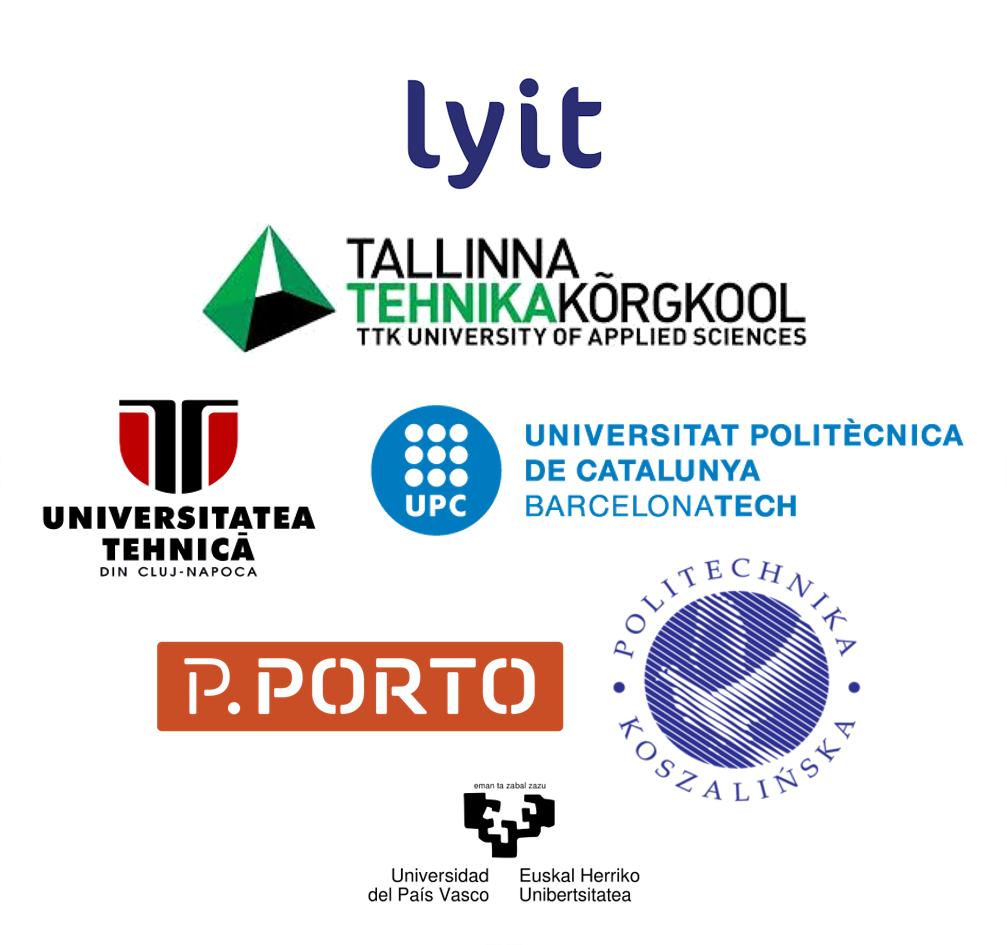 lyit
TALLINNA
TEHNIKAKÕRGKOOL
TTK UNIVERSITY OF APPLIED SCIENCES
UNIVERSITATEA
TEHNICĂ
DIN CLUJ-NAPOCA
UPC
UNIVERSITAT POLITÈCNICA
DE CATALUNYA
BARCELONATECH
P.PORTO
POLITECHNIKA
KOSZALIŃSKA
eman ta zabal zazu
Universidad
del País Vasco
Euskal Herriko
Unibertsitatea